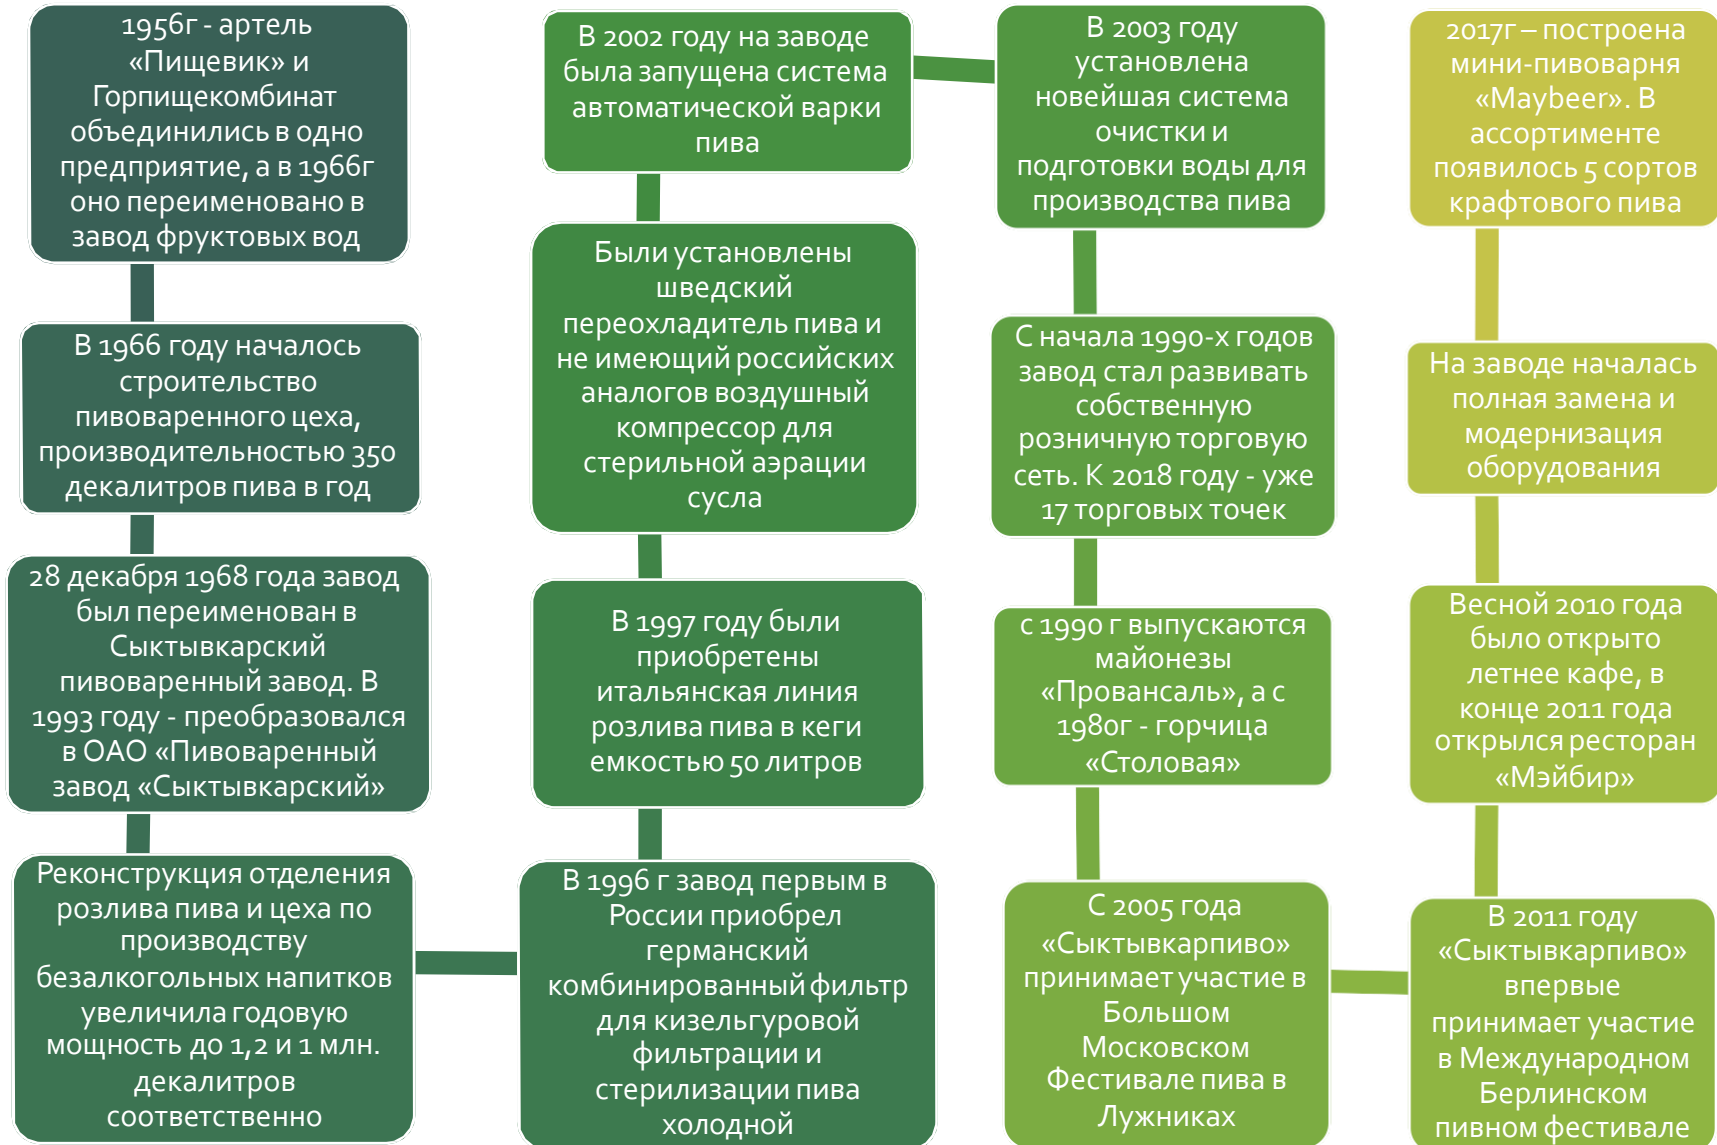 1956г - артель
«Пищевик» и
Горпищекомбинат
объединились в одно
предприятие, а в 1966г
оно переименовано в
завод фруктовых вод
В 1966 году началось
строительство
пивоваренного цеха,
производительностью 350
декалитров пива в год
28 декабря 1968 года завод
был переименован в
Сыктывкарский
пивоваренный завод. В
1993 году - преобразовался
в ОАО «Пивоваренный
завод «Сыктывкарский»
Реконструкция отделения
розлива пива и цеха по
производству
безалкогольных напитков
увеличила годовую
мощность до 1,2 и 1 млн.
декалитров
соответственно
В 1996 г завод первым в
России приобрел
германский
комбинированный фильтр
для кизельгуровой
фильтрации и
стерилизации пива
холодной
В 1997 году были
приобретены
итальянская линия
розлива пива в кеги
емкостью 50 литров
Были установлены
шведский
переохладитель пива и
не имеющий российских
аналогов воздушный
компрессор для
стерильной аэрации
сусла
В 2002 году на заводе
была запущена система
автоматической варки
пива
В 2003 году
установлена
новейшая система
очистки и
подготовки воды для
производства пива
С начала 1990-х годов
завод стал развивать
собственную
розничную торговую
сеть. К 2018 году - уже
17 торговых точек
с 1990 г выпускаются
майонезы
«Провансаль», а с
1980г - горчица
«Столовая»
С 2005 года
«Сыктывкарпиво»
принимает участие в
Большом
Московском
Фестивале пива в
Лужниках
В 2011 году
«Сыктывкарпиво»
впервые
принимает участие
в Международном
Берлинском
пивном фестивале
Весной 2010 года
было открыто
летнее кафе, в
конце 2011 года
открылся ресторан
«Мэйбир»
На заводе началась
полная замена и
модернизация
оборудования
2017г – построена
мини-пивоварня
«Maybeer». В
ассортименте
появилось 5 сортов
крафтового пива